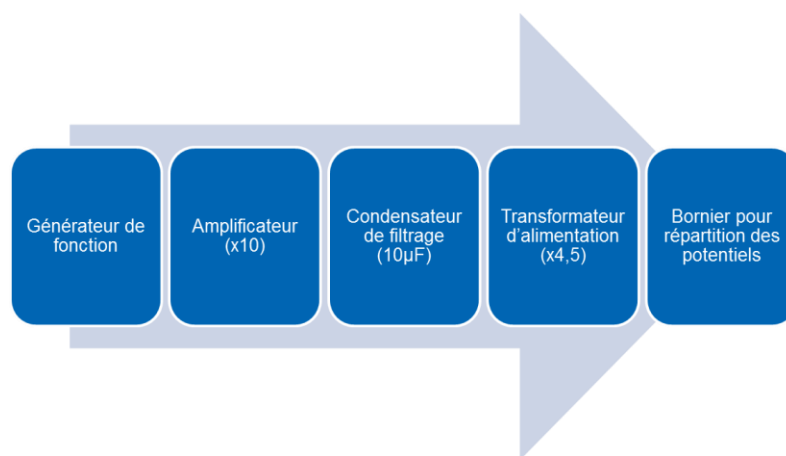 Générateur de
fonction
Amplificateur
(x10)
Condensateur
de filtrage
(10µF)
Transformateur
d'alimentation
(x4,5)
Bornier pour
répartition des
potentiels